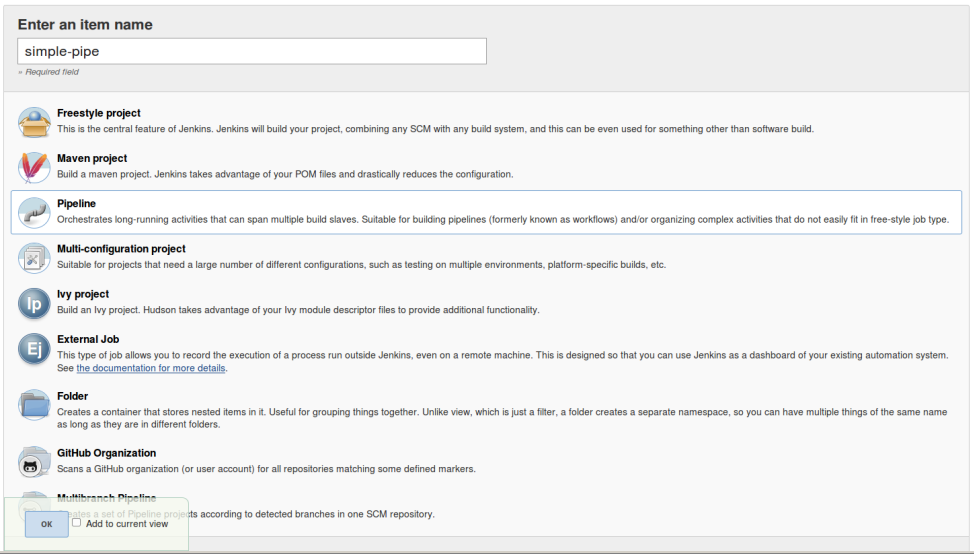 Enter an item name
simple-pipe
» Required field
Freestyle project
This is the central feature of Jenkins. Jenkins will build your project, combining any SCM with any build system, and this can be even used for something other than software build.
Maven project
Build a maven project. Jenkins takes advantage of your POM files and drastically reduces the configuration.
Pipeline
Orchestrates long-running activities that can span multiple build slaves. Suitable for building pipelines (formerly known as workflows) and/or organizing complex activities that do not easily fit in free-style job type.
Multi-configuration project
Suitable for projects that need a large number of different configurations, such as testing on multiple environments, platform-specific builds, etc.
Ip
Ivy project
Build an Ivy project. Hudson takes advantage of your Ivy module descriptor files to provide additional functionality.
Ej
External Job
This type of job allows you to record the execution of a process run outside Jenkins, even on a remote machine. This is designed so that you can use Jenkins as a dashboard of your existing automation system.
See the documentation for more details.
Folder
Creates a container that stores nested items in it. Useful for grouping things together. Unlike view, which is just a filter, a folder creates a separate namespace, so you can have multiple things of the same name
as long as they are in different folders.
GitHub Organization
Scans a GitHub organization (or user account) for all repositories matching some defined markers.
Multibranch Pipeline
Creates a set of Pipeline projects according to detected branches in one SCM repository.
OK
Add to current view